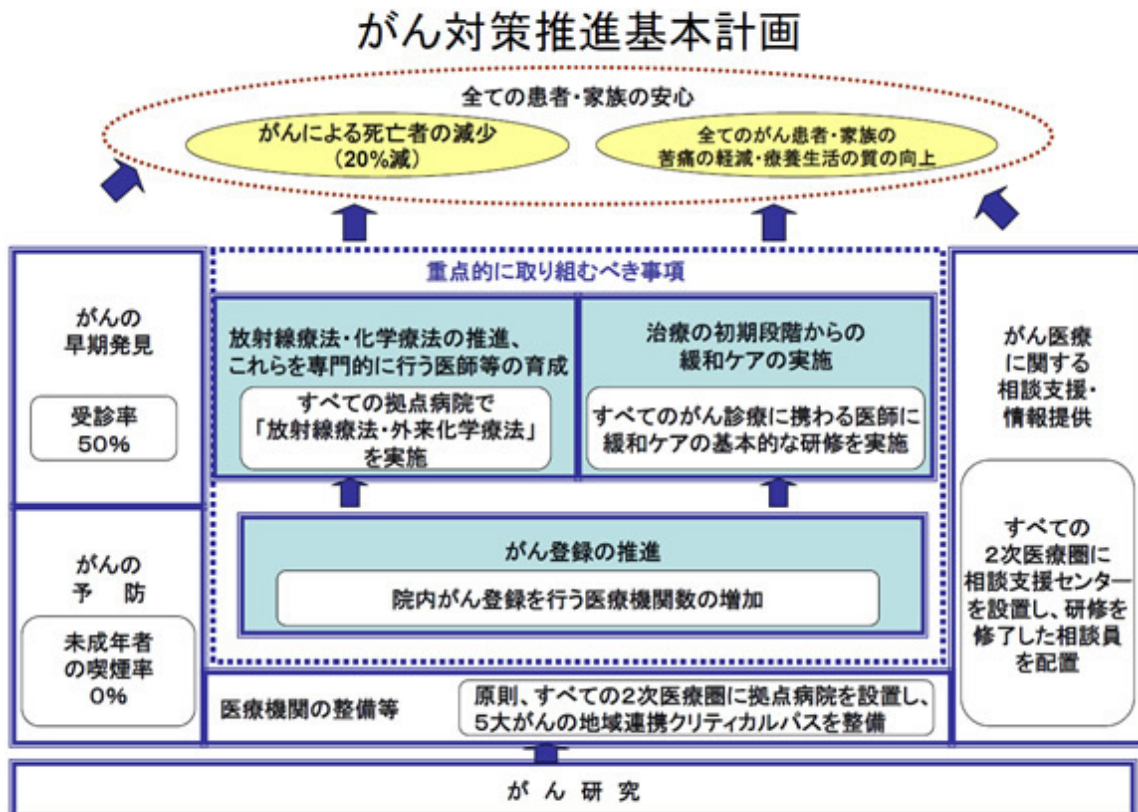 がん対策推進基本計画
全ての患者・家族の安心
がんによる死亡者の減少
(20%減)
全てのがん患者・家族の
苦痛の軽減・療養生活の質の向上
重点的に取り組むべき事項
がんの
早期発見
受診率
50%
放射線療法・化学療法の推進、
これらを専門的に行う医師等の育成
すべての拠点病院で
「放射線療法・外来化学療法」
を実施
治療の初期段階からの
緩和ケアの実施
すべてのがん診療に携わる医師に
緩和ケアの基本的な研修を実施
がん医療
に関する
相談支援・
情報提供
すべての
2次医療圏に
相談支援センター
を設置し、研修を
修了した相談員
を配置
がんの
予 防
未成年者
の喫煙率
0%
がん登録の推進
院内がん登録を行う医療機関数の増加
医療機関の整備等
原則、すべての2次医療圏に拠点病院を設置し、
5大がんの地域連携クリティカルパスを整備
が ん 研 究